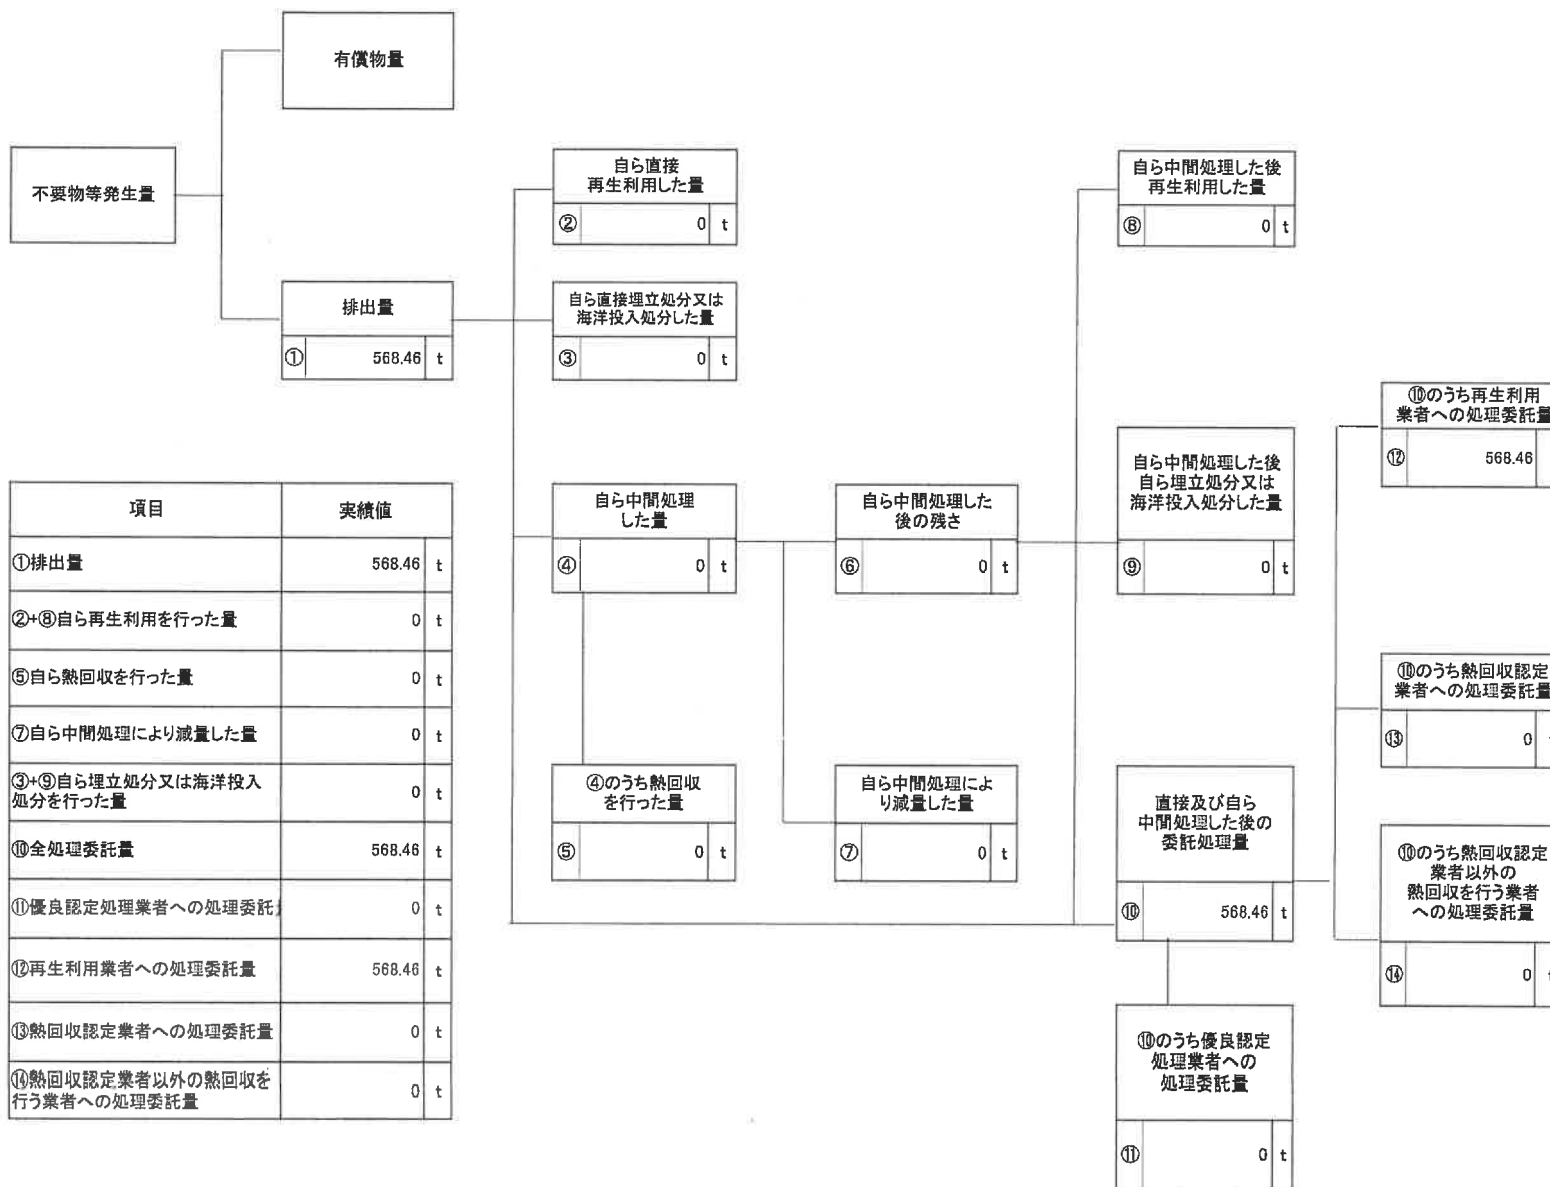 有償物量
不要物等発生量
排出量
① 568.46 t
自ら直接
再生利用した量
② 0 t
自ら直接埋立処分又は
海洋投入処分した量
③ 0 t
自ら中間処理した後
再生利用した量
⑧ 0 t
自ら中間処理
した量
④ 0 t
自ら中間処理した
後の残さ
⑥ 0 t
自ら中間処理した後
自ら埋立処分又は
海洋投入処分した量
⑨ 0 t
⑩のうち再生利用
業者への処理委託量
⑫ 568.46
⑩のうち熱回収認定
業者への処理委託量
⑬ 0
④のうち熱回収
を行った量
⑤ 0 t
自ら中間処理によ
り減量した量
⑦ 0 t
直接及び自ら
中間処理した後の
委託処理量
⑩ 568.46 t
⑩のうち熱回収認定
業者以外の
熱回収を行う業者
への処理委託量
⑭ 0
⑩のうち優良認定
処理業者への
処理委託量
⑪ 0 t
項目 実績値
①排出量 568.46 t
②+⑧自ら再生利用を行った量 0 t
⑤自ら熱回収を行った量 0 t
⑦自ら中間処理により減量した量 0 t
③+⑨自ら埋立処分又は海洋投入
処分を行った量 0 t
⑩全処理委託量 568.46 t
⑪優良認定処理業者への処理委託 0 t
⑫再生利用業者への処理委託量 568.46 t
⑬熱回収認定業者への処理委託量 0 t
⑭熱回収認定業者以外の熱回収を
行う業者への処理委託量 0 t